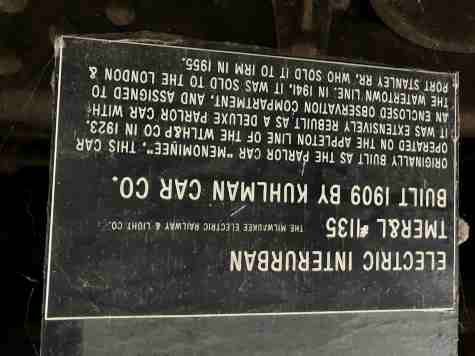 ELECTRIC INTERURBAN
TMER&L #1135 THE MILWAUKEE ELECTRIC RAILWAY & LIGHT CO.
BUILT 1909 BY KUHLMAN CAR CO.
ORIGINALLY BUILT AS THE PARLOR CAR "MENOMINEE", THIS CAR
OPERATED ON THE APPLETON LINE OF THE WTLH&P CO IN 1923.
IT WAS EXTENSIVELY REBUILT AS A DELUXE PARLOR CAR WITH
AN ENCLOSED OBSERVATION COMPARTMENT, AND ASSIGNED TO
THE WATERTOWN LINE. IN 1941, IT WAS SOLD TO THE LONDON &
PORT STANLEY RR. WHO SOLD IT TO IRM IN 1955.